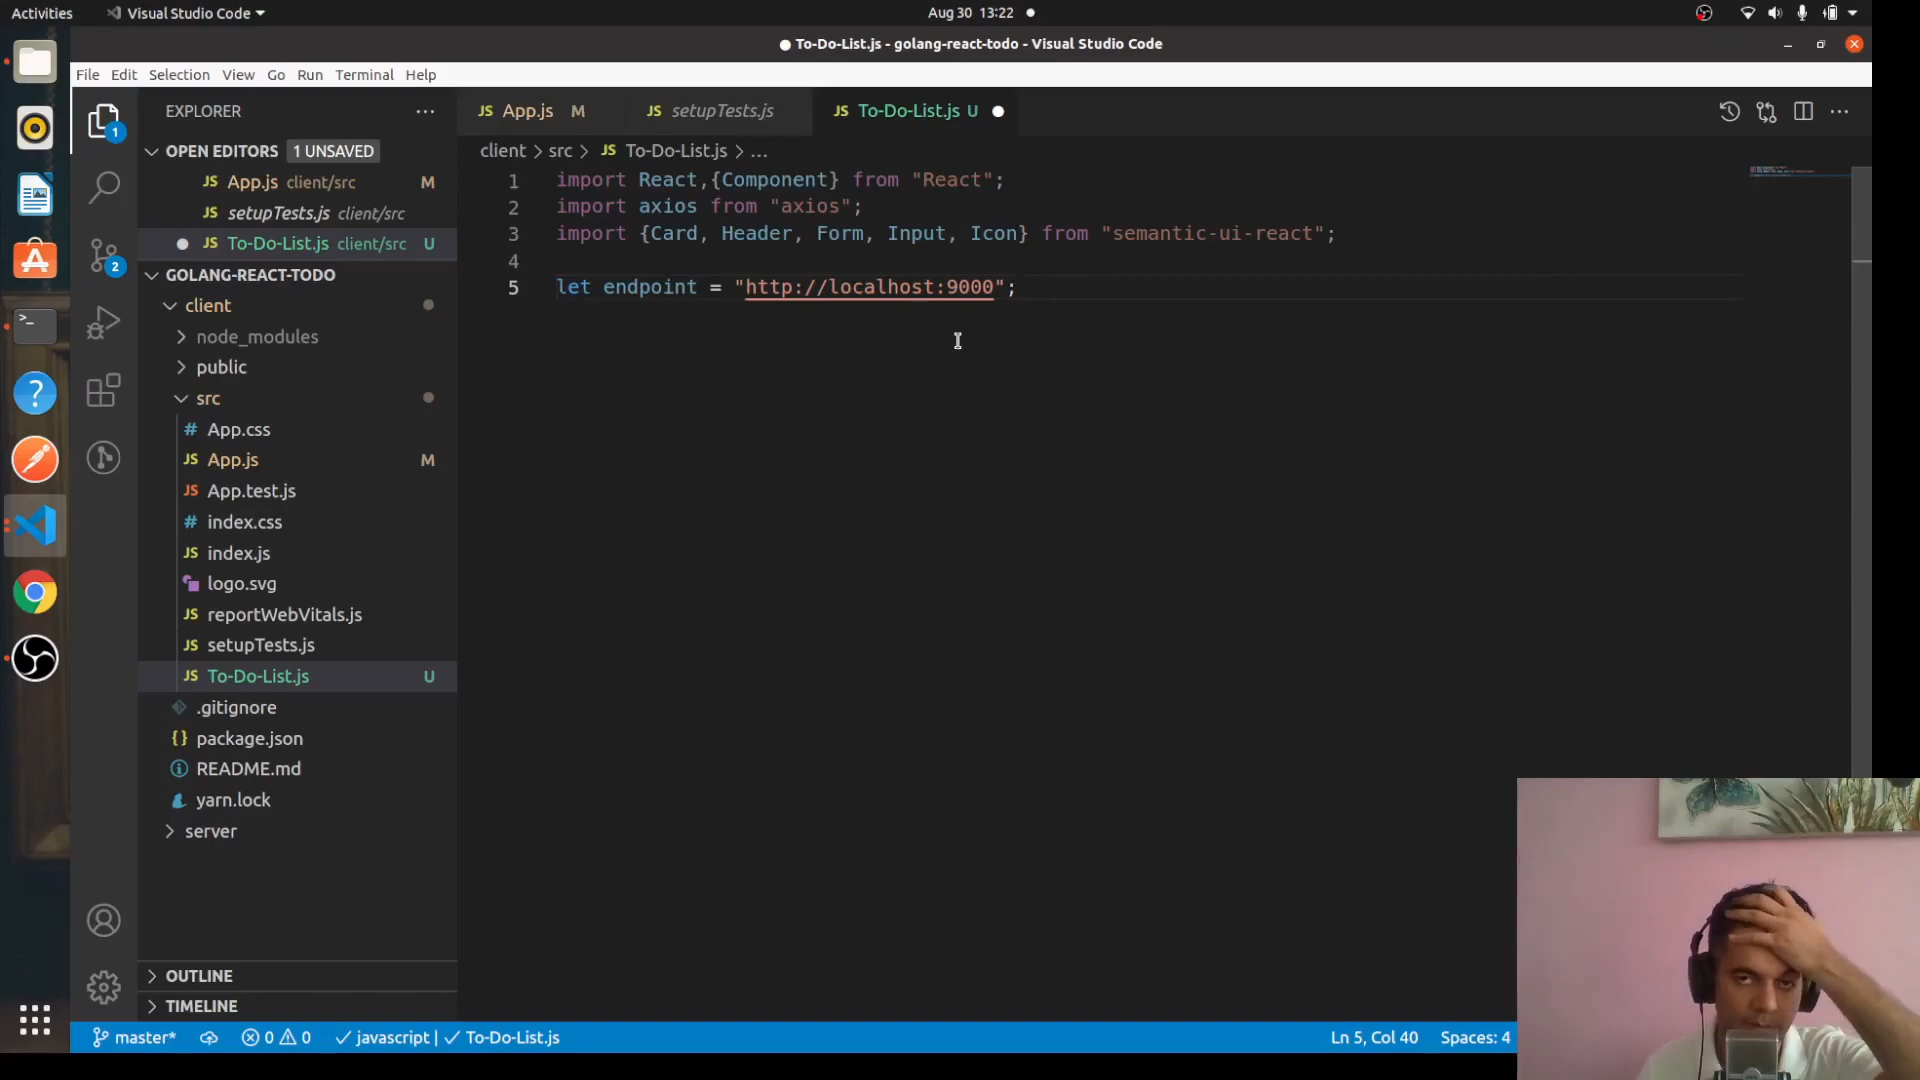 Activities
Visual Studio Code
Aug 30 13:22
To-Do-List.js - golang-react-todo - Visual Studio Code
File Edit Selection View Go Run Terminal Help
EXPLORER
OPEN EDITORS 1 UNSAVED
JS App.js client/src M
JS setupTests.js client/src
JS To-Do-List.js client/src U
GOLANG-REACT-TODO
client
node_modules
public
src
# App.css
JS App.js M
JS App.test.js
# index.css
JS index.js
logo.svg
JS reportWebVitals.js
JS setupTests.js
JS To-Do-List.js U
.gitignore
{} package.json
README.md
yarn.lock
server
OUTLINE
TIMELINE
1
2
JS App.js M
JS setupTests.js
JS To-Do-List.js U
client > src > JS To-Do-List.js > ...
1 import React,{Component} from "React";
2 import axios from "axios";
3 import {Card, Header, Form, Input, Icon} from "semantic-ui-react";
4
5 let endpoint = "http://localhost:9000";
master* 0 0 javascript | To-Do-List.js
Ln 5, Col 40 Spaces: 4